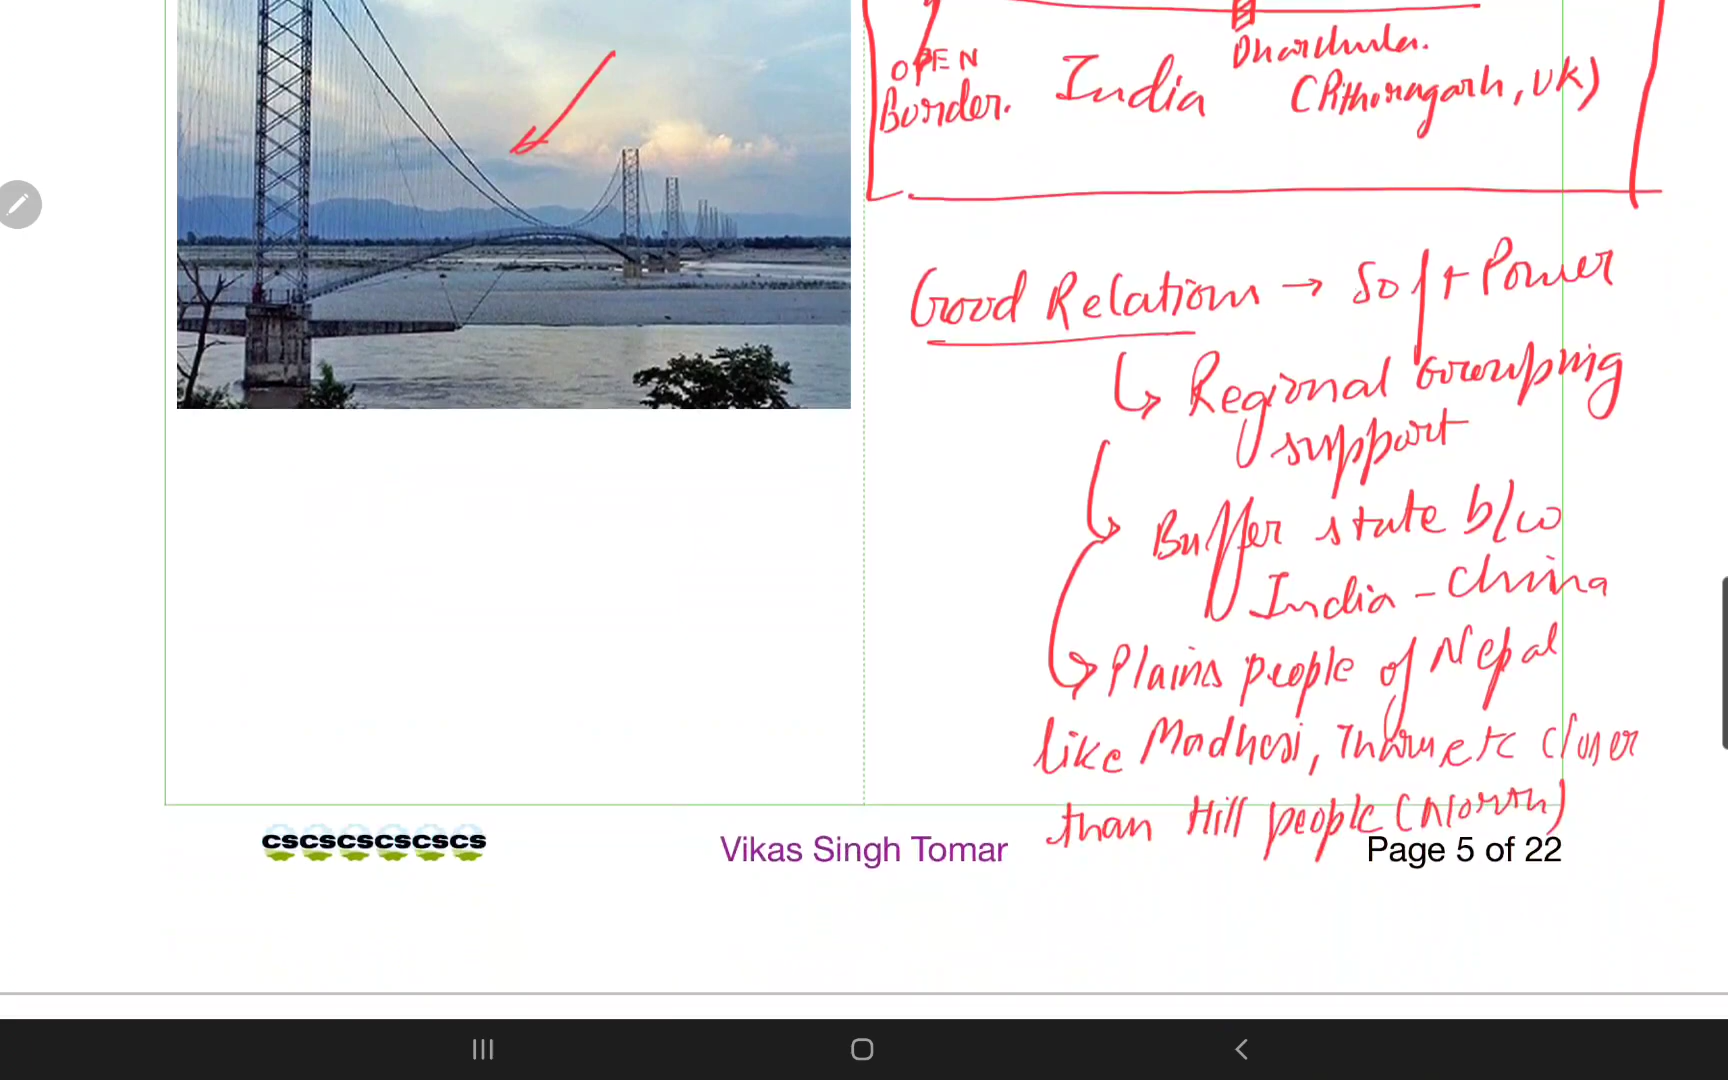 Dharchula.
OPEN
Border.
India
(Pithoragarh, UK)
Good Relations → Soft Power
↳ Regional Grouping
support
↳ Buffer state b/w
India - China
↳ Plains people of Nepal
like Madhesi, Tharu etc closer
than Hill people (North)
cscscscscscs
Vikas Singh Tomar
Page 5 of 22